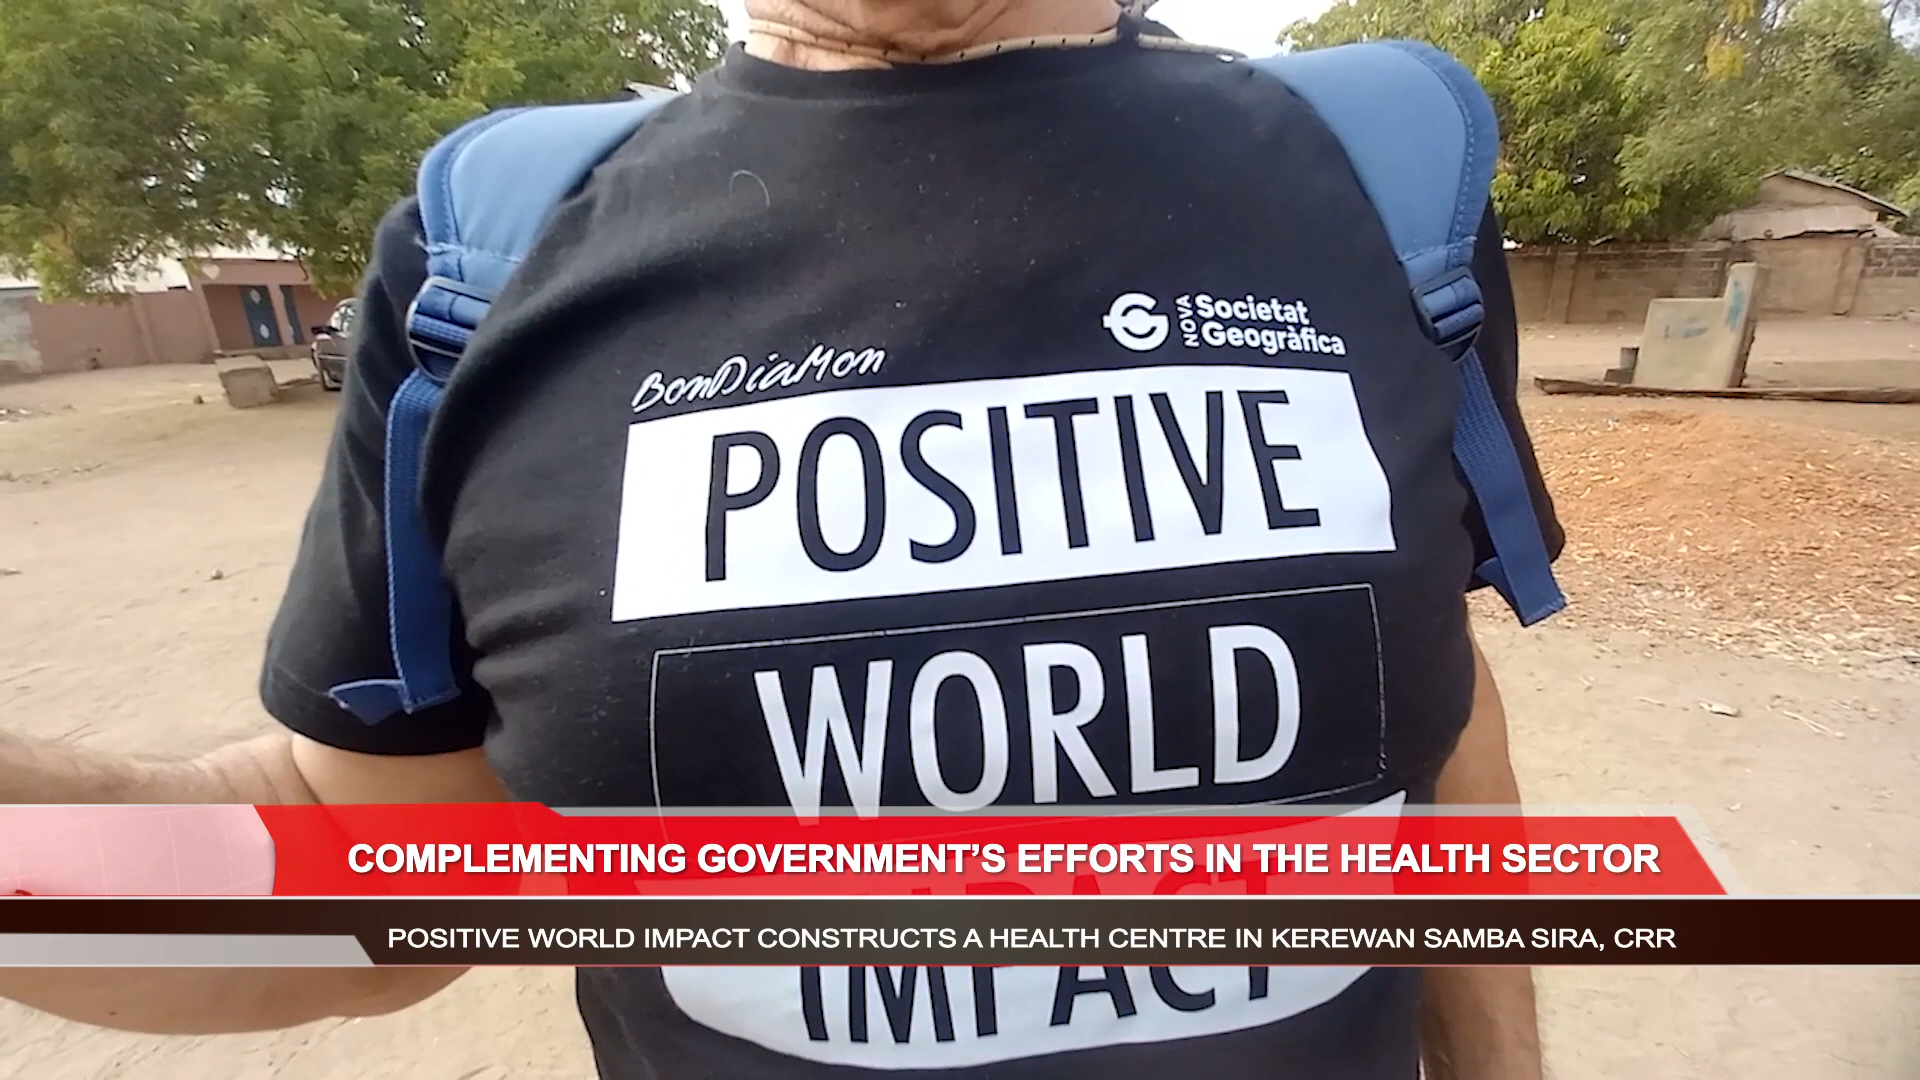 NOVA Societat
Geogràfica
BonDiaMon
POSITIVE
WORLD
IMPACT
COMPLEMENTING GOVERNMENT’S EFFORTS IN THE HEALTH SECTOR
POSITIVE WORLD IMPACT CONSTRUCTS A HEALTH CENTRE IN KEREWAN SAMBA SIRA, CRR